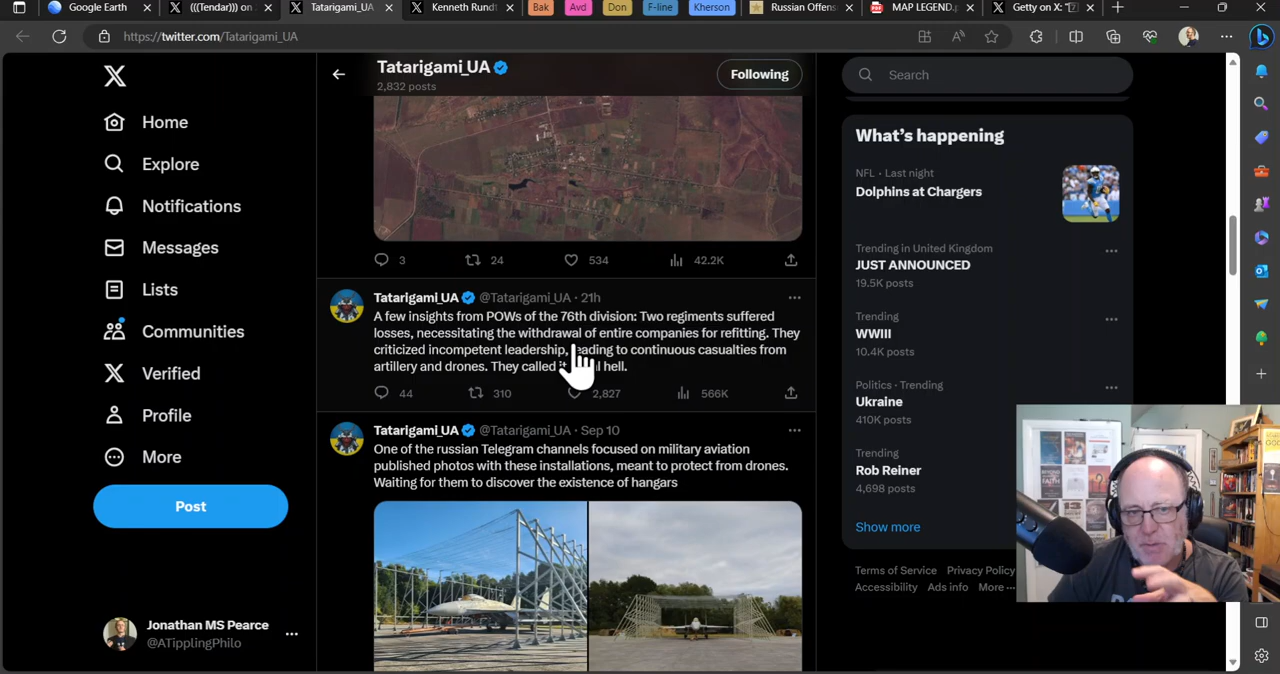 Google Earth
(((Tendar))) on
Tatarigami_UA
Kenneth Rundt
Bak
Avd
Don
F-line
Kherson
Russian Offens
MAP LEGEND.p
Getty on X: "
https://twitter.com/Tatarigami_UA
Home
Explore
Notifications
Messages
Lists
Communities
Verified
Profile
More
Post
Jonathan MS Pearce
@ATipplingPhilo
Tatarigami_UA
2,832 posts
Following
3 24 534 42.2K
Tatarigami_UA @Tatarigami_UA · 21h
A few insights from POWs of the 76th division: Two regiments suffered
losses, necessitating the withdrawal of entire companies for refitting. They
criticized incompetent leadership, leading to continuous casualties from
artillery and drones. They called hell.
44 310 2,827 566K
Tatarigami_UA @Tatarigami_UA · Sep 10
One of the russian Telegram channels focused on military aviation
published photos with these installations, meant to protect from drones.
Waiting for them to discover the existence of hangars
Search
What's happening
NFL · Last night
Dolphins at Chargers
Trending in United Kingdom
JUST ANNOUNCED
19.5K posts
Trending
WWIII
10.4K posts
Politics · Trending
Ukraine
410K posts
Trending
Rob Reiner
4,698 posts
Show more
Terms of Service Privacy Policy
Accessibility Ads info More